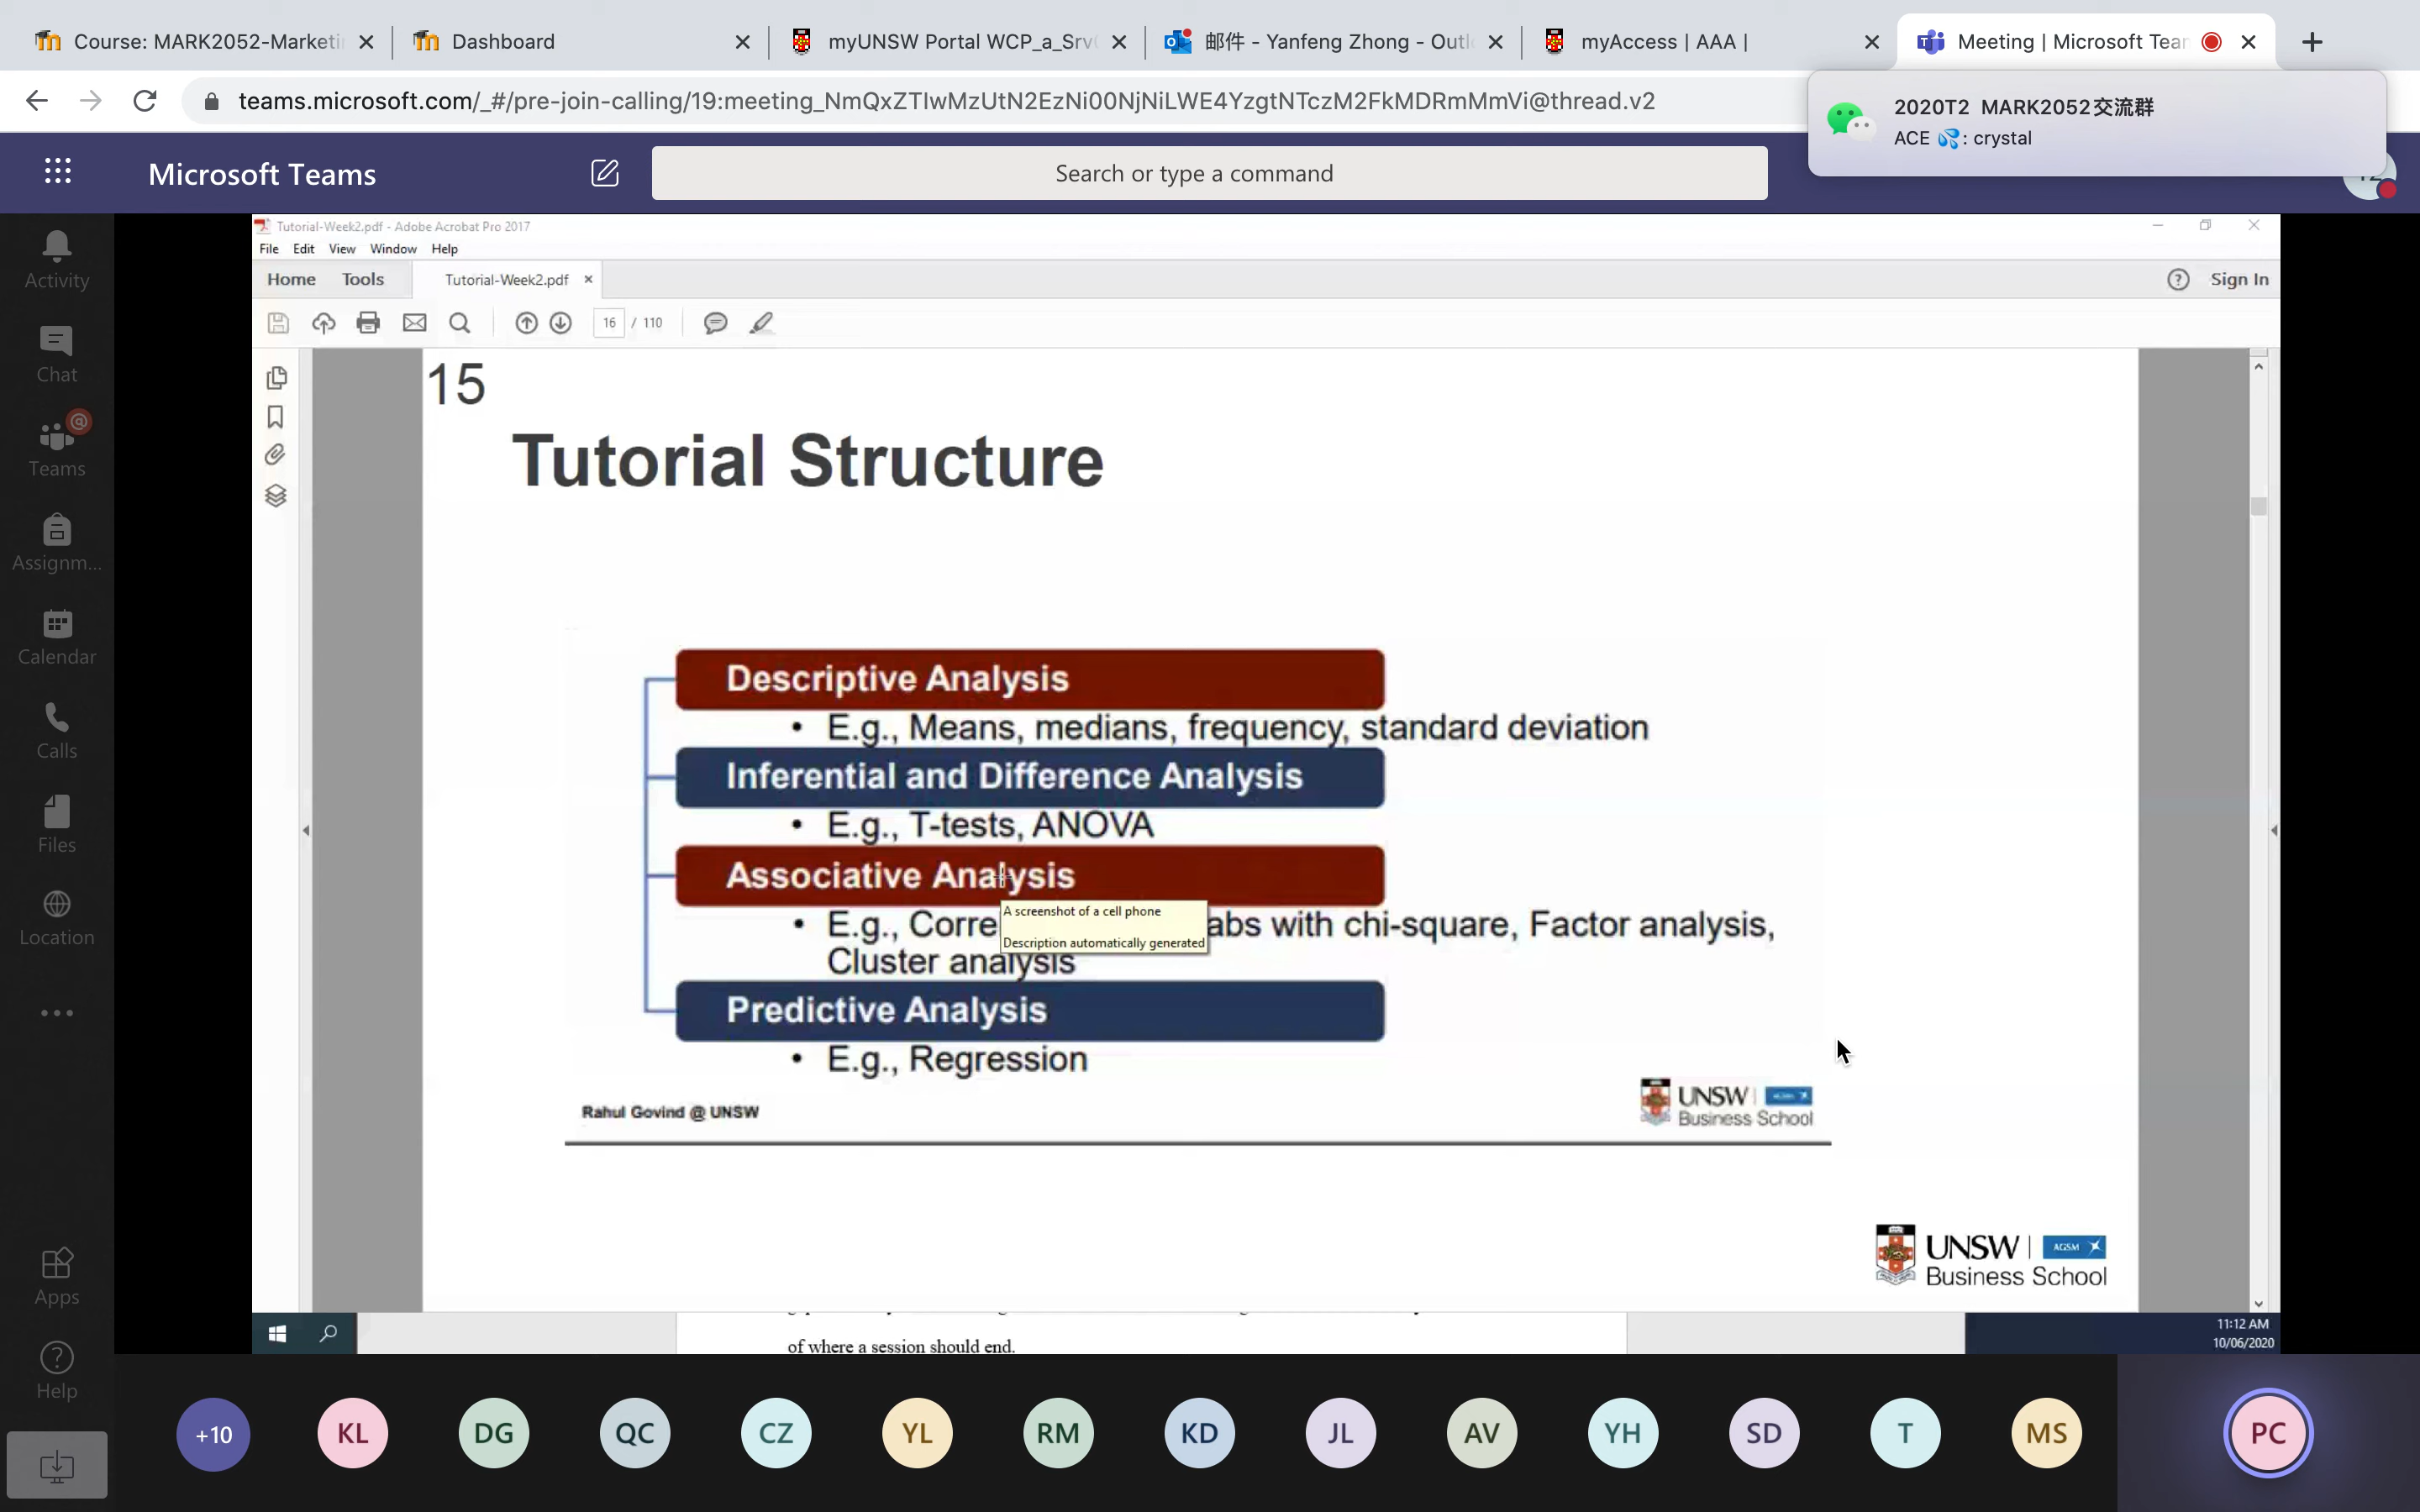 Course: MARK2052-Marketi
Dashboard
myUNSW Portal WCP_a_Srv
邮件 - Yanfeng Zhong - Outl
myAccess | AAA |
Meeting | Microsoft Tea
teams.microsoft.com/_#/pre-join-calling/19:meeting_NmQxZTIwMzUtN2EzNi00NjNiLWE4YzgtNTczM2FkMDRmMmVi@thread.v2
2020T2 MARK2052交流群
ACE 💦: crystal
Microsoft Teams
Search or type a command
Activity
Chat
Teams
Assignm...
Calendar
Calls
Files
Location
Apps
Help
Tutorial-Week2.pdf - Adobe Acrobat Pro 2017
File Edit View Window Help
Home Tools Tutorial-Week2.pdf
Sign In
16 / 110
15
Tutorial Structure
Descriptive Analysis
• E.g., Means, medians, frequency, standard deviation
Inferential and Difference Analysis
• E.g., T-tests, ANOVA
Associative Analysis
A screenshot of a cell phone
• E.g., Corre abs with chi-square, Factor analysis,
Description automatically generated
Cluster analysis
Predictive Analysis
• E.g., Regression
Rahul Govind @ UNSW
UNSW
Business School
UNSW | AGSM
Business School
of where a session should end.
11:12 AM
10/06/2020
+10 KL DG QC CZ YL RM KD JL AV YH SD T MS PC